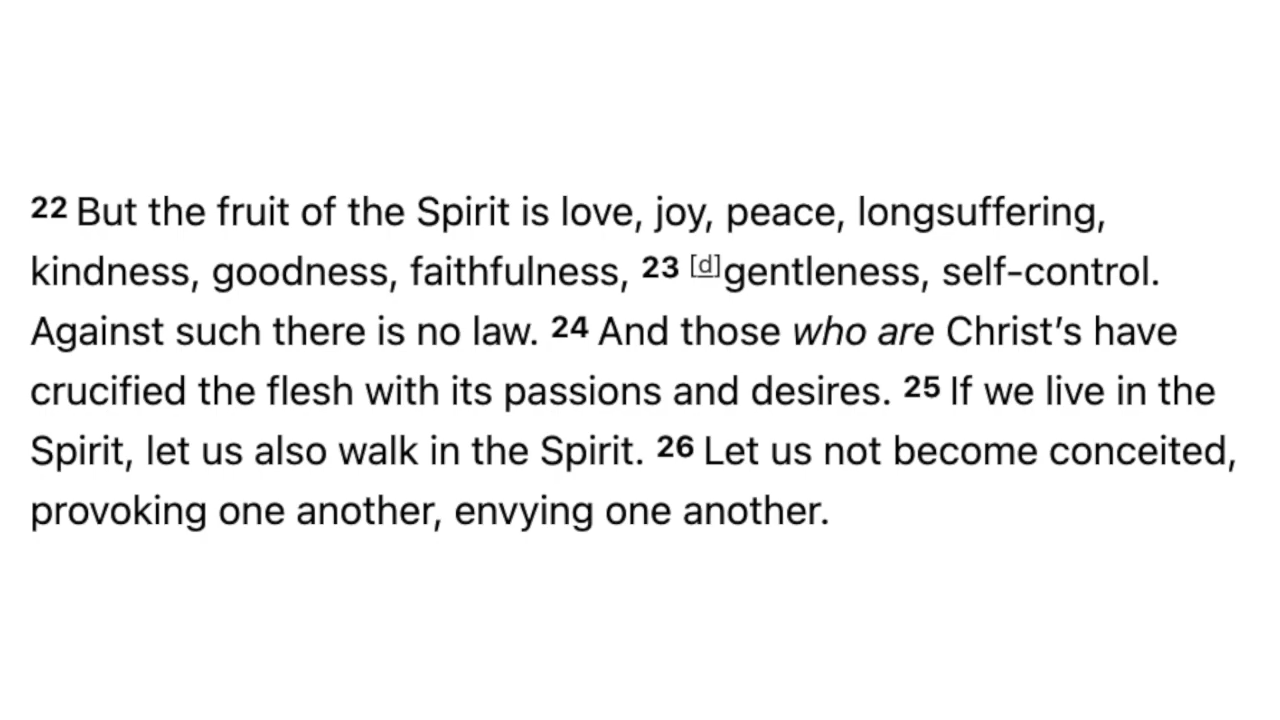 22 But the fruit of the Spirit is love, joy, peace, longsuffering,
kindness, goodness, faithfulness, 23 [d]gentleness, self-control.
Against such there is no law. 24 And those who are Christ’s have
crucified the flesh with its passions and desires. 25 If we live in the
Spirit, let us also walk in the Spirit. 26 Let us not become conceited,
provoking one another, envying one another.